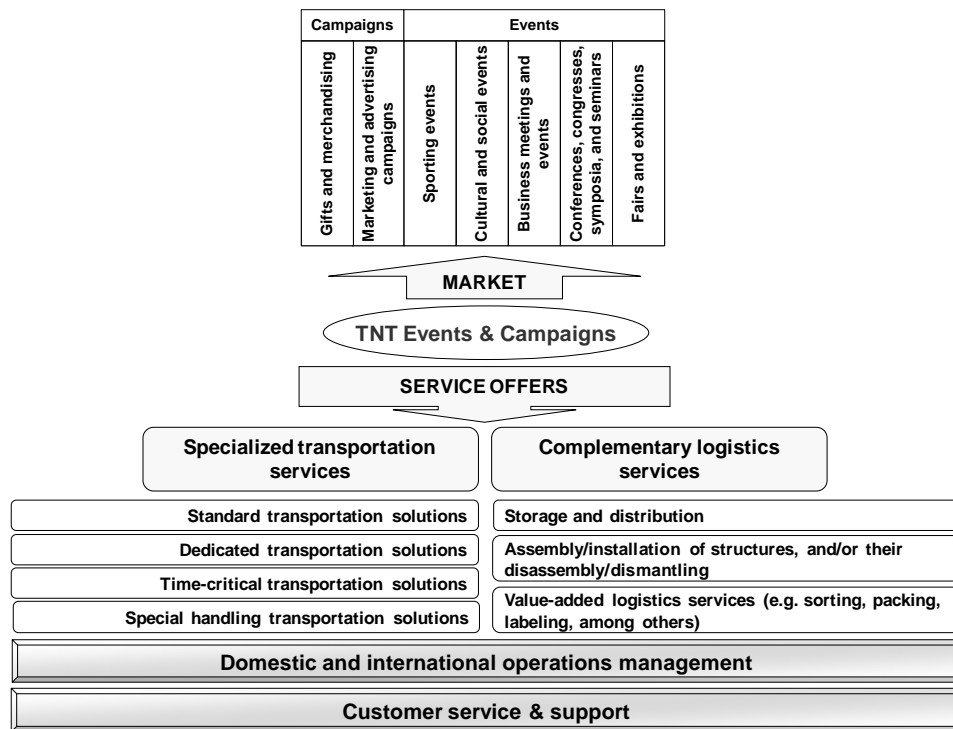 Campaigns
Events
Gifts and merchandising
Marketing and advertising
campaigns
Sporting events
Cultural and social events
Business meetings and
events
Conferences, congresses,
symposia, and seminars
Fairs and exhibitions
MARKET
TNT Events & Campaigns
SERVICE OFFERS
Specialized transportation
services
Complementary logistics
services
Standard transportation solutions
Dedicated transportation solutions
Time-critical transportation solutions
Special handling transportation solutions
Storage and distribution
Assembly/installation of structures, and/or their
disassembly/dismantling
Value-added logistics services (e.g. sorting, packing,
labeling, among others)
Domestic and international operations management
Customer service & support